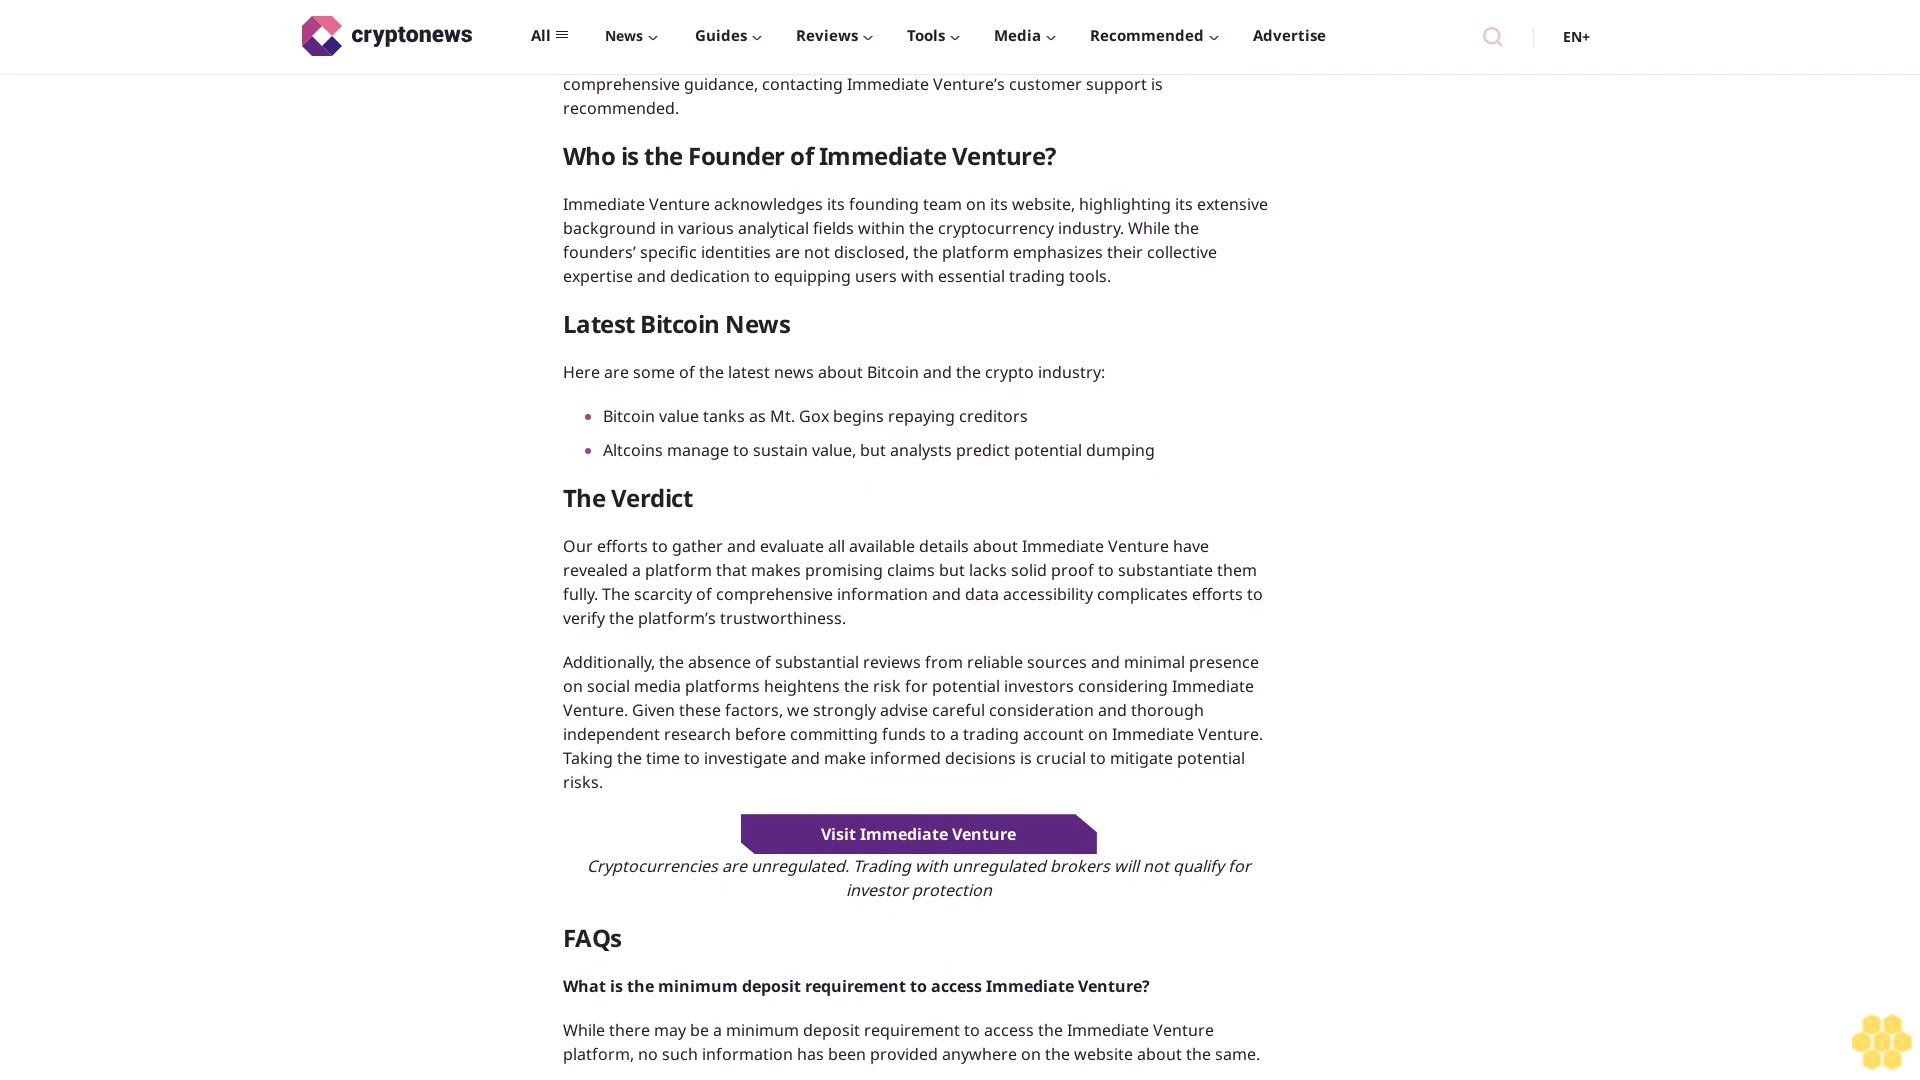 cryptonews
All
News
Guides
Reviews
Tools
Media
Recommended
Advertise
EN+
comprehensive guidance, contacting Immediate Venture’s customer support is
recommended.
Who is the Founder of Immediate Venture?
Immediate Venture acknowledges its founding team on its website, highlighting its extensive
background in various analytical fields within the cryptocurrency industry. While the
founders’ specific identities are not disclosed, the platform emphasizes their collective
expertise and dedication to equipping users with essential trading tools.
Latest Bitcoin News
Here are some of the latest news about Bitcoin and the crypto industry:
Bitcoin value tanks as Mt. Gox begins repaying creditors
Altcoins manage to sustain value, but analysts predict potential dumping
The Verdict
Our efforts to gather and evaluate all available details about Immediate Venture have
revealed a platform that makes promising claims but lacks solid proof to substantiate them
fully. The scarcity of comprehensive information and data accessibility complicates efforts to
verify the platform’s trustworthiness.
Additionally, the absence of substantial reviews from reliable sources and minimal presence
on social media platforms heightens the risk for potential investors considering Immediate
Venture. Given these factors, we strongly advise careful consideration and thorough
independent research before committing funds to a trading account on Immediate Venture.
Taking the time to investigate and make informed decisions is crucial to mitigate potential
risks.
Visit Immediate Venture
Cryptocurrencies are unregulated. Trading with unregulated brokers will not qualify for
investor protection
FAQs
What is the minimum deposit requirement to access Immediate Venture?
While there may be a minimum deposit requirement to access the Immediate Venture
platform, no such information has been provided anywhere on the website about the same.